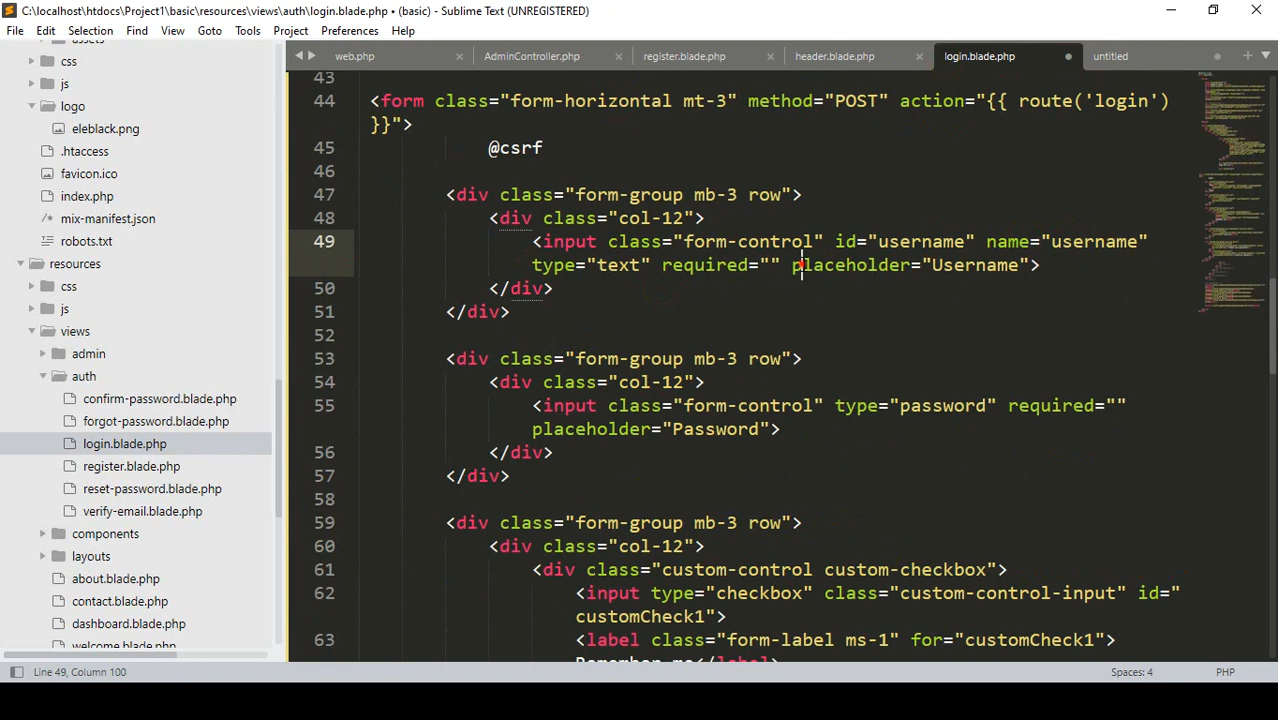 C:\localhost\htdocs\Project1\basic\resources\views\auth\login.blade.php • (basic) - Sublime Text (UNREGISTERED)
File Edit Selection Find View Goto Tools Project Preferences Help
web.php AdminController.php register.blade.php header.blade.php login.blade.php untitled
assets
css
js
logo
eleblack.png
.htaccess
favicon.ico
index.php
mix-manifest.json
robots.txt
resources
css
js
views
admin
auth
confirm-password.blade.php
forgot-password.blade.php
login.blade.php
register.blade.php
reset-password.blade.php
verify-email.blade.php
components
layouts
about.blade.php
contact.blade.php
dashboard.blade.php
welcome.blade.php
43
44 <form class="form-horizontal mt-3" method="POST" action="{{ route('login')
}}">
45 @csrf
46
47 <div class="form-group mb-3 row">
48 <div class="col-12">
49 <input class="form-control" id="username" name="username"
type="text" required="" placeholder="Username">
50 </div>
51 </div>
52
53 <div class="form-group mb-3 row">
54 <div class="col-12">
55 <input class="form-control" type="password" required=""
placeholder="Password">
56 </div>
57 </div>
58
59 <div class="form-group mb-3 row">
60 <div class="col-12">
61 <div class="custom-control custom-checkbox">
62 <input type="checkbox" class="custom-control-input" id="
customCheck1">
63 <label class="form-label ms-1" for="customCheck1">
Remember me</label>
Line 49, Column 100 Spaces: 4 PHP